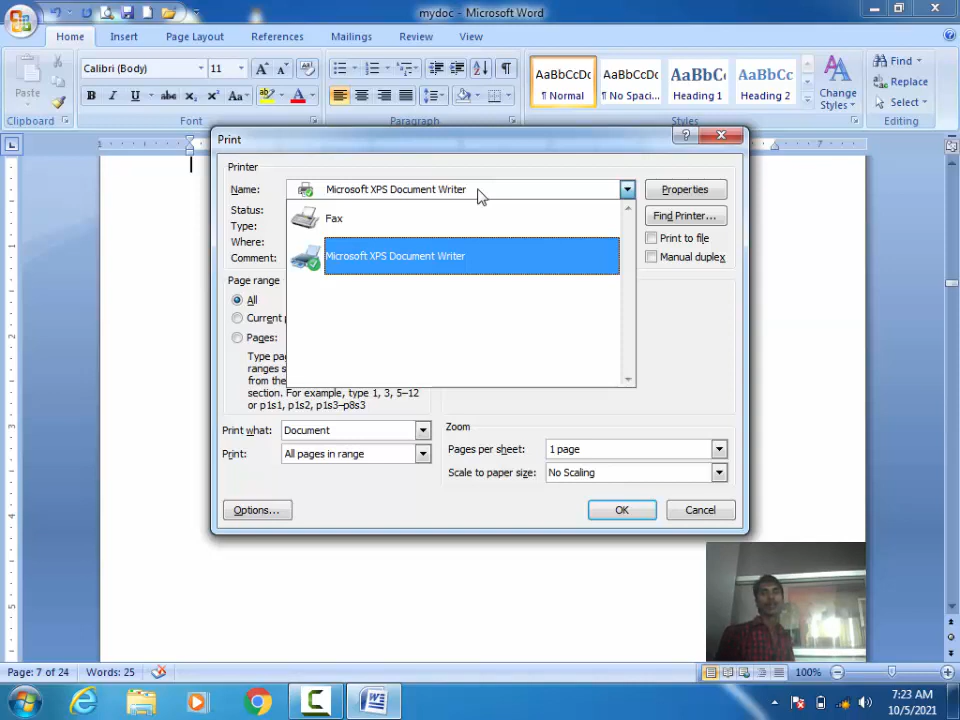 mydoc - Microsoft Word
Home Insert Page Layout References Mailings Review View
Paste
Clipboard
Calibri (Body) 11
B I U abe x₂ x² Aa
Font
Paragraph
AaBbCcDc AaBbCcDc AaBbCc AaBbCc
¶ Normal ¶ No Spaci... Heading 1 Heading 2
Change Styles
Styles
Find
Replace
Select
Editing
Print
Printer
Name: Microsoft XPS Document Writer
Properties
Status:
Fax
Find Printer...
Type:
Print to file
Where:
Microsoft XPS Document Writer
Comment:
Manual duplex
Page range
All
Current p
Pages:
Type pa
ranges s
from the
section. For example, type 1, 3, 5–12
or p1s1, p1s2, p1s3–p8s3
Print what: Document
Print: All pages in range
Zoom
Pages per sheet: 1 page
Scale to paper size: No Scaling
Options...
OK
Cancel
Page: 7 of 24 Words: 25
100%
7:23 AM
10/5/2021